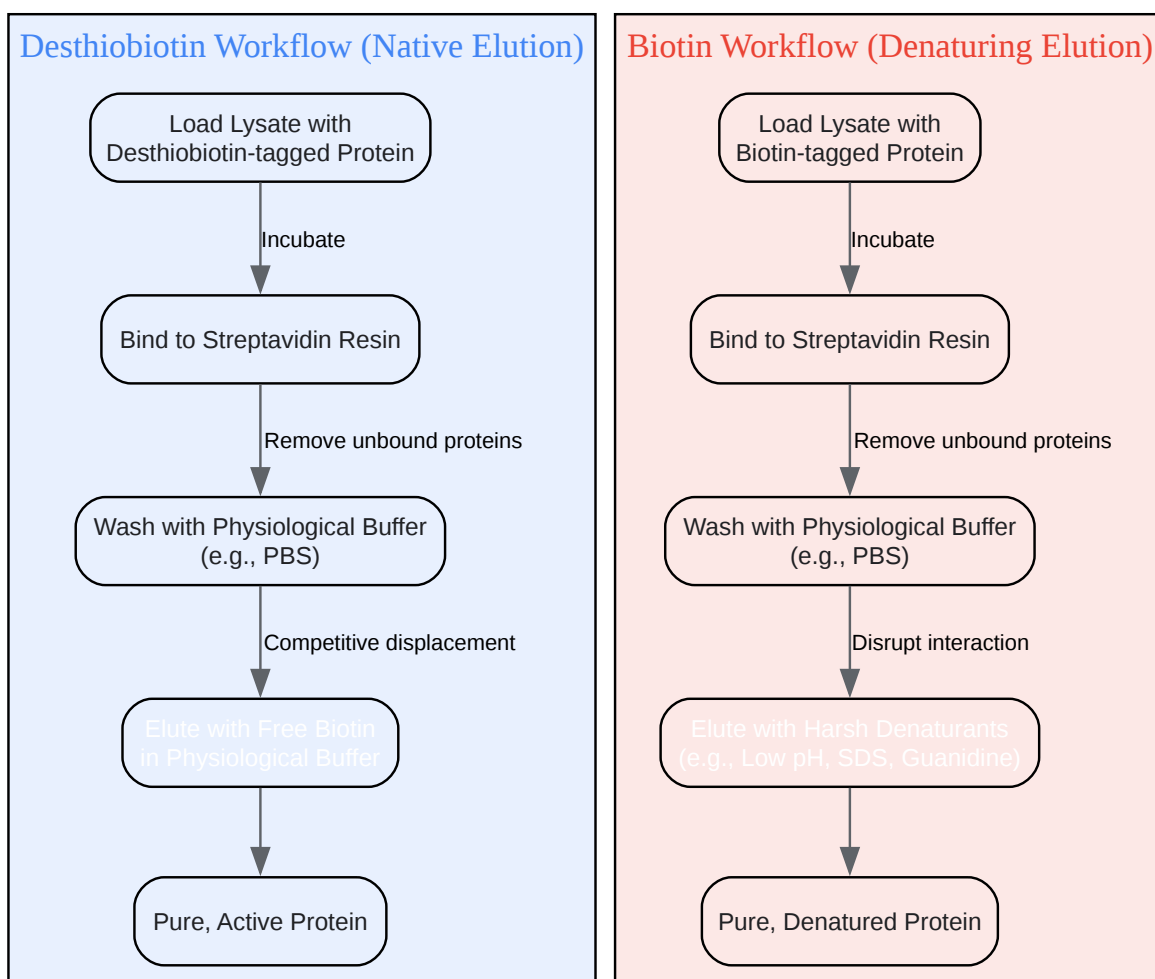 Desthiobiotin Workflow (Native Elution)
Load Lysate with
Desthiobiotin-tagged Protein
Incubate
Bind to Streptavidin Resin
Remove unbound proteins
Wash with Physiological Buffer
(e.g., PBS)
Competitive displacement
Elute with Free Biotin
in Physiological Buffer
Pure, Active Protein
Biotin Workflow (Denaturing Elution)
Load Lysate with
Biotin-tagged Protein
Incubate
Bind to Streptavidin Resin
Remove unbound proteins
Wash with Physiological Buffer
(e.g., PBS)
Disrupt interaction
Elute with Harsh Denaturants
(e.g., Low pH, SDS, Guanidine)
Pure, Denatured Protein